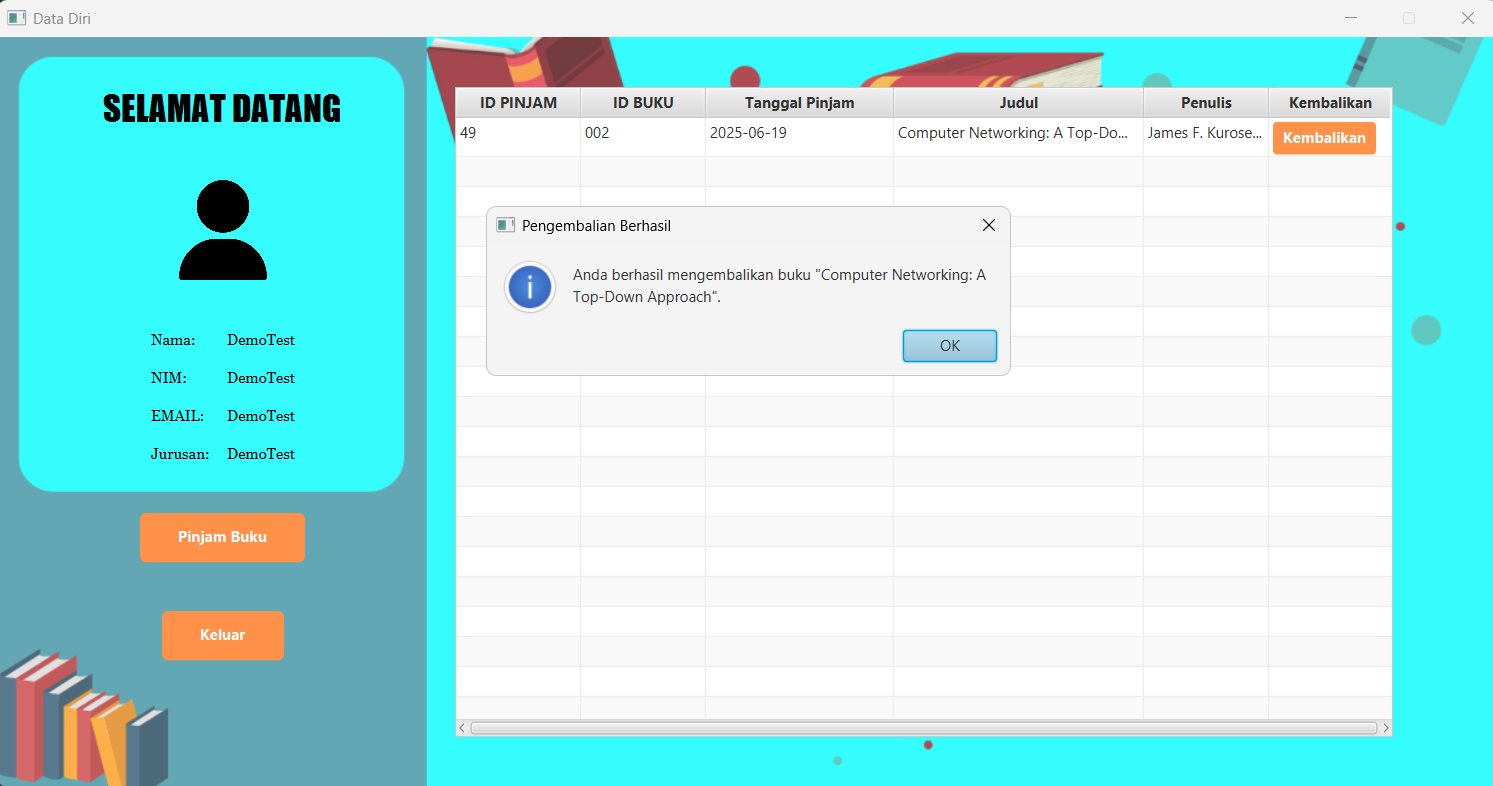 Data Diri
SELAMAT DATANG
Nama: DemoTest
NIM: DemoTest
EMAIL: DemoTest
Jurusan: DemoTest
Pinjam Buku
Keluar
ID PINJAM ID BUKU Tanggal Pinjam Judul Penulis Kembalikan
49 002 2025-06-19 Computer Networking: A Top-Do... James F. Kurose... Kembalikan
Pengembalian Berhasil
Anda berhasil mengembalikan buku "Computer Networking: A
Top-Down Approach".
OK